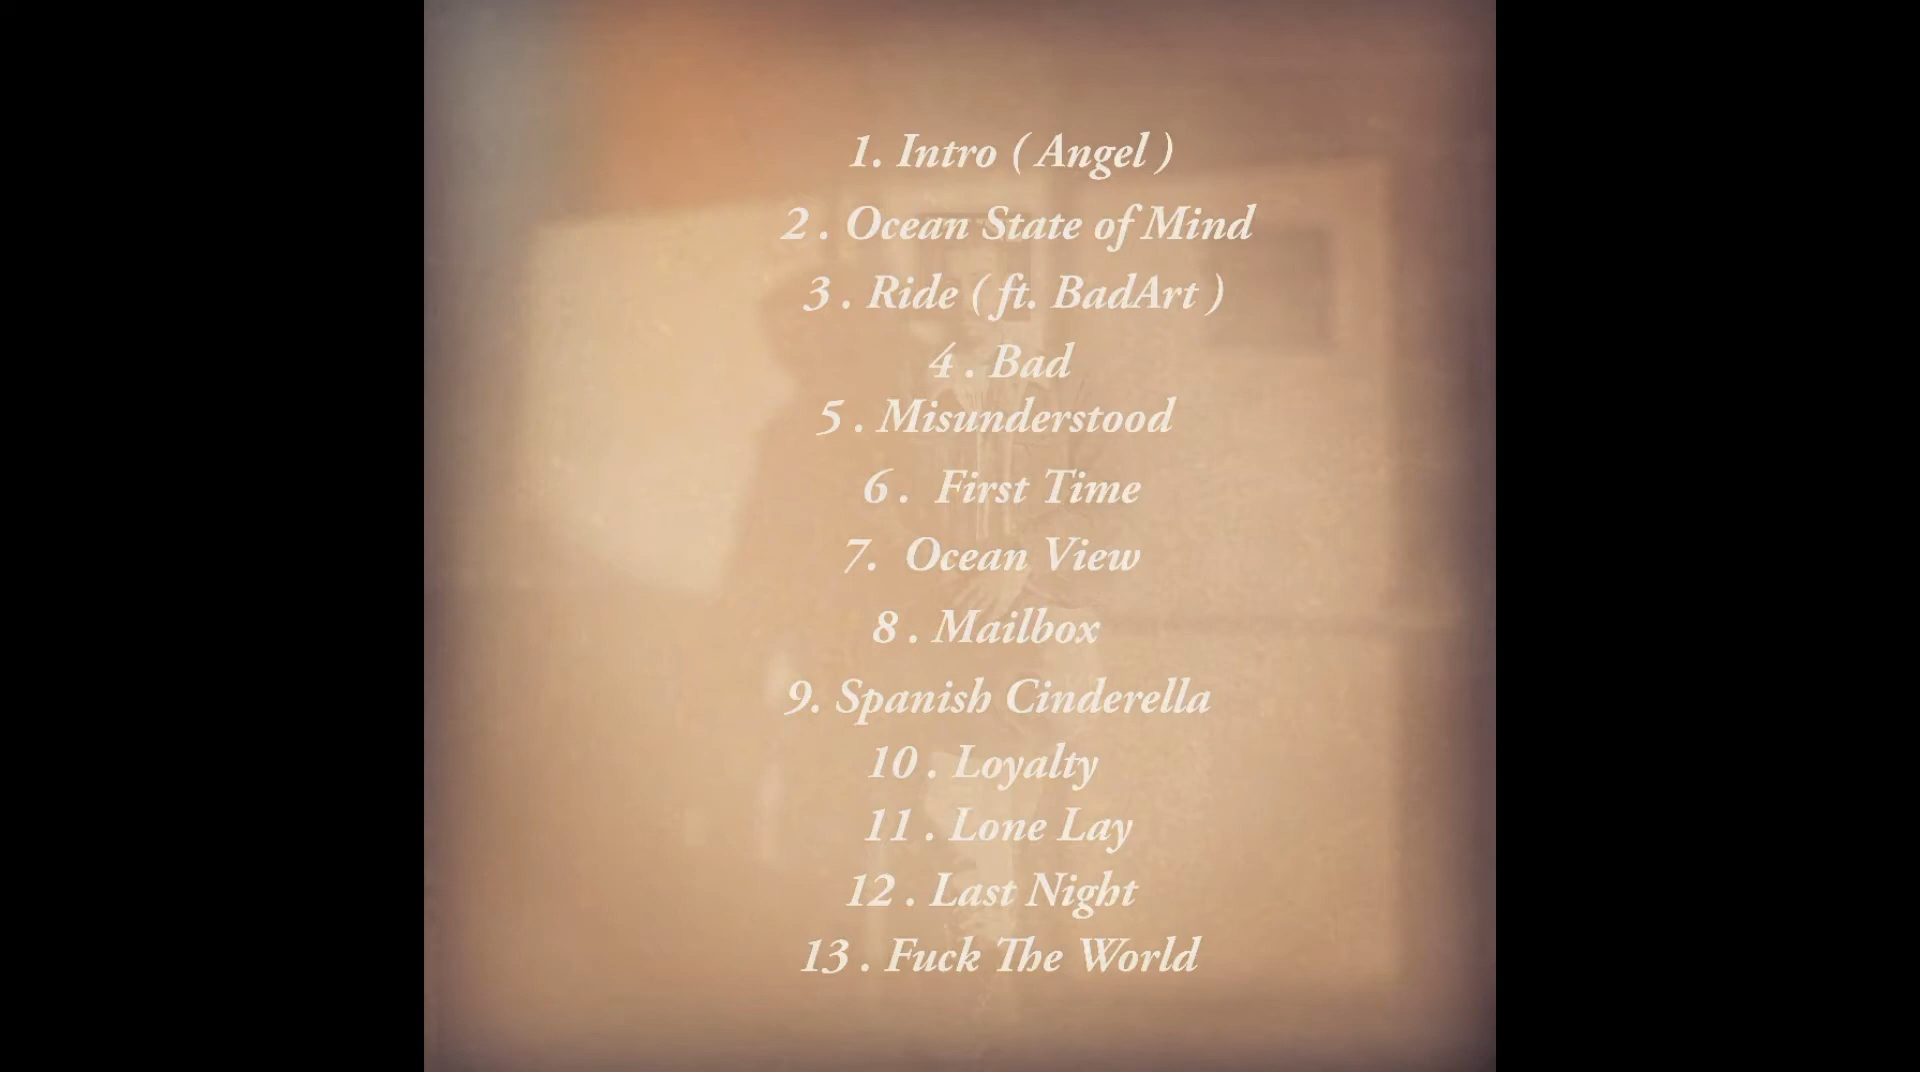 1. Intro ( Angel )
2 . Ocean State of Mind
3 . Ride ( ft. BadArt )
4 . Bad
5 . Misunderstood
6 . First Time
7. Ocean View
8 . Mailbox
9. Spanish Cinderella
10 . Loyalty
11 . Lone Lay
12 . Last Night
13 . Fuck The World